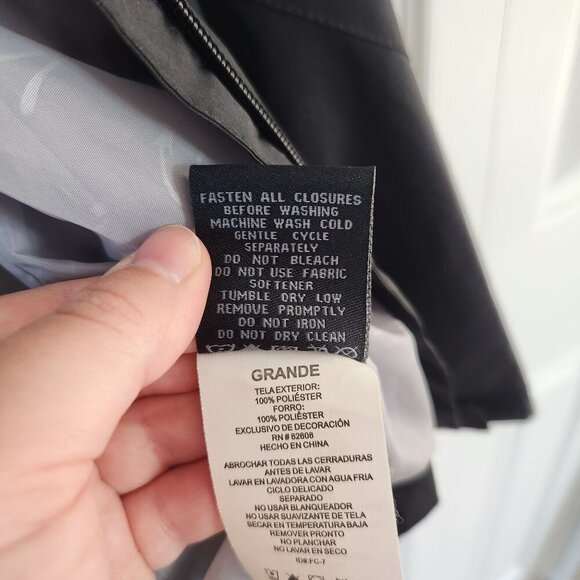 FASTEN ALL CLOSURES
BEFORE WASHING
MACHINE WASH COLD
GENTLE CYCLE
SEPARATELY
DO NOT BLEACH
DO NOT USE FABRIC
SOFTENER
TUMBLE DRY LOW
REMOVE PROMPTLY
DO NOT IRON
DO NOT DRY CLEAN
GRANDE
TELA EXTERIOR:
100% POLIÉSTER
FORRO:
100% POLIÉSTER
EXCLUSIVO DE DECORACIÓN
RN # 82608
HECHO EN CHINA
ABROCHAR TODAS LAS CERRADURAS
ANTES DE LAVAR
LAVAR EN LAVADORA CON AGUA FRIA
CICLO DELICADO
SEPARADO
NO USAR BLANQUEADOR
NO USAR SUAVIZANTE DE TELA
SECAR EN TEMPERATURA BAJA
REMOVER PRONTO
NO PLANCHAR
NO LAVAR EN SECO
ID#:FC-7